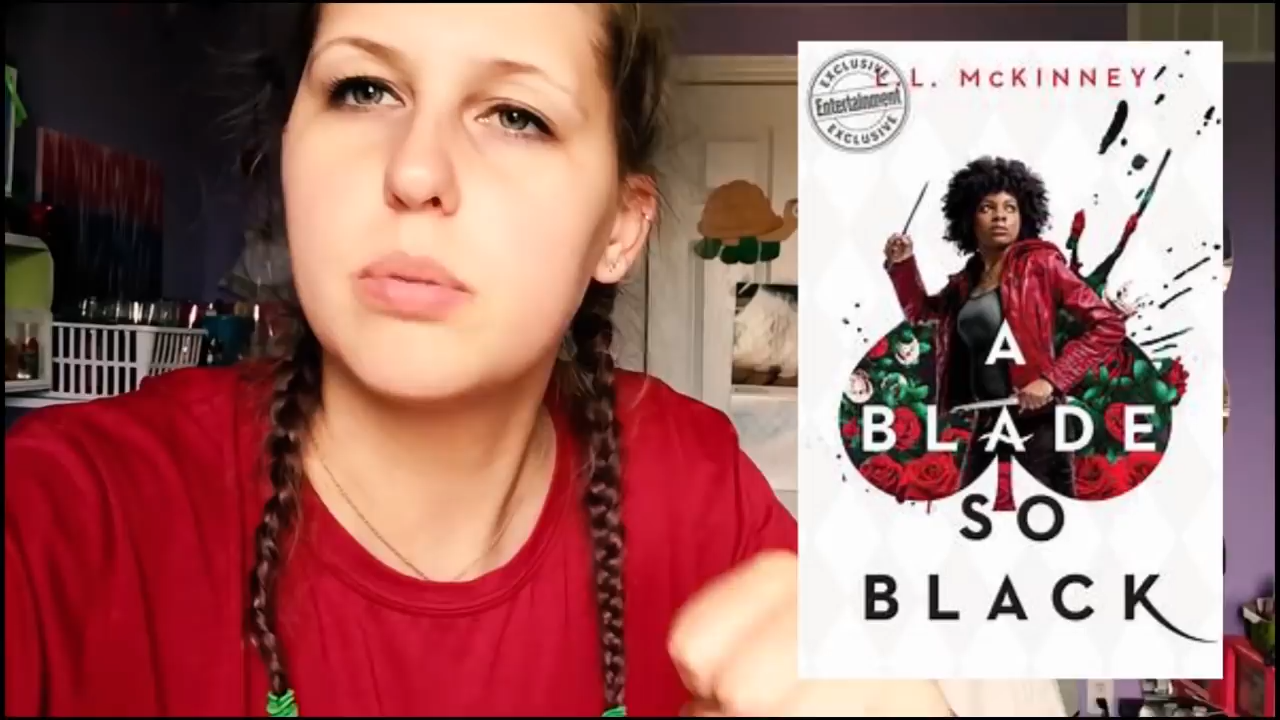 EXCLUSIVE
Entertainment
EXCLUSIVE
L.L. McKINNEY
A
BLADE
SO
BLACK